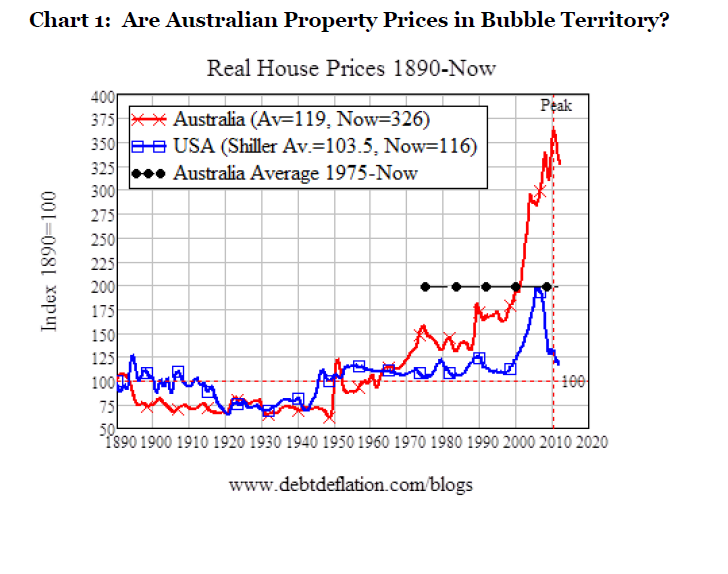 Chart 1:  Are Australian Property Prices in Bubble Territory?
Real House Prices 1890-Now
Peak
Australia (Av=119, Now=326)
USA (Shiller Av.=103.5, Now=116)
Australia Average 1975-Now
Index 1890=100
400
375
350
325
300
275
250
225
200
175
150
125
100
75
50
100
1890 1900 1910 1920 1930 1940 1950 1960 1970 1980 1990 2000 2010 2020
www.debtdeflation.com/blogs